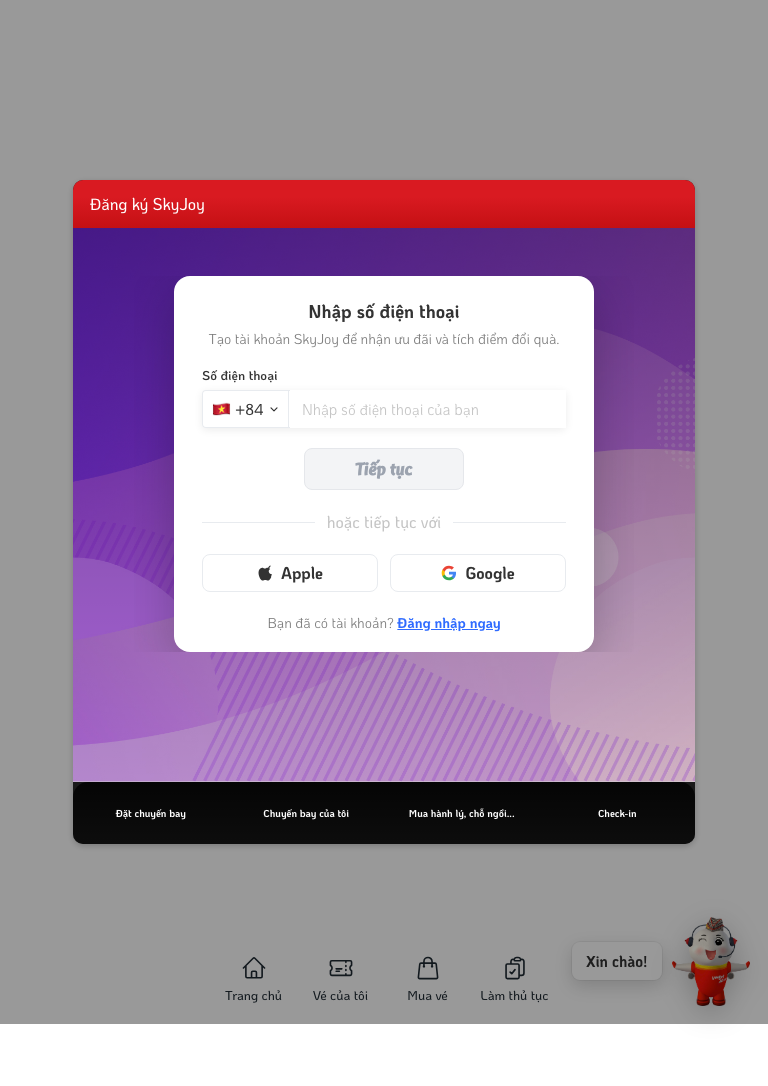 Đăng ký SkyJoy
Nhập số điện thoại
Tạo tài khoản SkyJoy để nhận ưu đãi và tích điểm đổi quà.
Số điện thoại
+84
Nhập số điện thoại của bạn
Tiếp tục
hoặc tiếp tục với
Apple
Google
Bạn đã có tài khoản? Đăng nhập ngay
Đặt chuyến bay
Chuyến bay của tôi
Mua hành lý, chỗ ngồi...
Check-in
Xin chào!
Trang chủ
Vé của tôi
Mua vé
Làm thủ tục